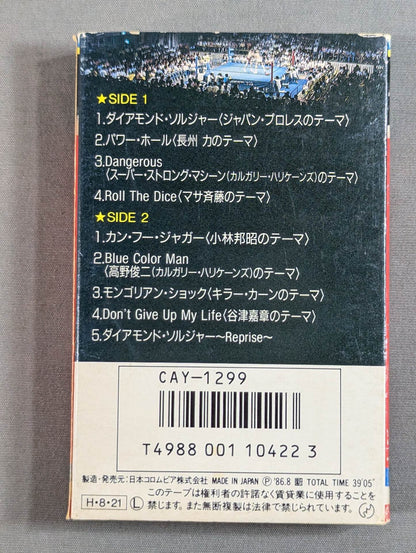 ★SIDE 1
1.ダイアモンド・ソルジャー〈ジャパン・プロレスのテーマ〉
2.パワー・ホール〈長州 力のテーマ〉
3.Dangerous
〈スーパー・ストロング・マシーン(カルガリー・ハリケーンズ)のテーマ〉
4.Roll The Dice〈マサ斉藤のテーマ〉
★SIDE 2
1.カン・フー・ジャガー〈小林邦昭のテーマ〉
2.Blue Color Man
〈高野俊二(カルガリー・ハリケーンズ)のテーマ〉
3.モンゴリアン・ショック〈キラー・カーンのテーマ〉
4.Don't Give Up My Life〈谷津嘉章のテーマ〉
5.ダイアモンド・ソルジャー〜Reprise〜
CAY-1299
T4988 001 10422 3
製造・発売元:日本コロムビア株式会社 MADE IN JAPAN Ⓟ '86.8 TOTAL TIME 39'05"
H・8・21 Ⓛ このテープは権利者の許諾なく賃貸業に使用すること
を禁じます。また無断複製は法律で禁じられています。